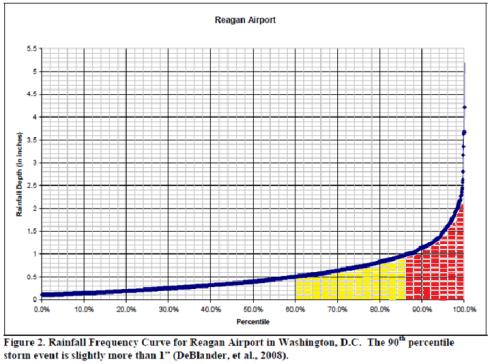 Reagan Airport
5.5
5
4.5
4
3.5
3
2.5
2
1.5
1
0.5
0
Rainfall Depth (in Inches)
0.0% 10.0% 20.0% 30.0% 40.0% 50.0% 60.0% 70.0% 80.0% 90.0% 100.0%
Percentile
Figure 2. Rainfall Frequency Curve for Reagan Airport in Washington, D.C. The 90th percentile
storm event is slightly more than 1” (DeBlander, et al., 2008).